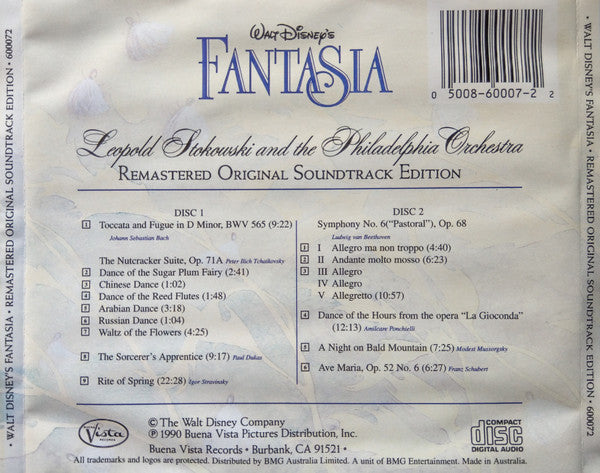 WALT DISNEY'S
FANTASIA
0 5008-60007-2 2
Leopold Stokowski and the Philadelphia Orchestra
REMASTERED ORIGINAL SOUNDTRACK EDITION
DISC 1
1 Toccata and Fugue in D Minor, BWV 565 (9:22)
Johann Sebastian Bach
The Nutcracker Suite, Op. 71A Peter Ilich Tchaikovsky
2 Dance of the Sugar Plum Fairy (2:41)
3 Chinese Dance (1:02)
4 Dance of the Reed Flutes (1:48)
5 Arabian Dance (3:18)
6 Russian Dance (1:04)
7 Waltz of the Flowers (4:25)
8 The Sorcerer's Apprentice (9:17) Paul Dukas
9 Rite of Spring (22:28) Igor Stravinsky
DISC 2
Symphony No. 6("Pastoral"), Op. 68
Ludwig van Beethoven
1 I Allegro ma non troppo (4:40)
2 II Andante molto mosso (6:23)
3 III Allegro
IV Allegro
V Allegretto (10:57)
4 Dance of the Hours from the opera "La Gioconda"
(12:13) Amilcare Ponchielli
5 A Night on Bald Mountain (7:25) Modest Mussorgsky
6 Ave Maria, Op. 52 No. 6 (6:27) Franz Schubert
Vista
© The Walt Disney Company
℗ 1990 Buena Vista Pictures Distribution, Inc.
Buena Vista Records • Burbank, CA 91521 •
COMPACT
disc
DIGITAL AUDIO
All trademarks and logos are protected. Distributed by BMG Australia Limited. A unit of BMG Entertainment. Made in Australia.
• WALT DISNEY'S FANTASIA • REMASTERED ORIGINAL SOUNDTRACK EDITION • 600072
• WALT DISNEY'S FANTASIA • REMASTERED ORIGINAL SOUNDTRACK EDITION • 600072